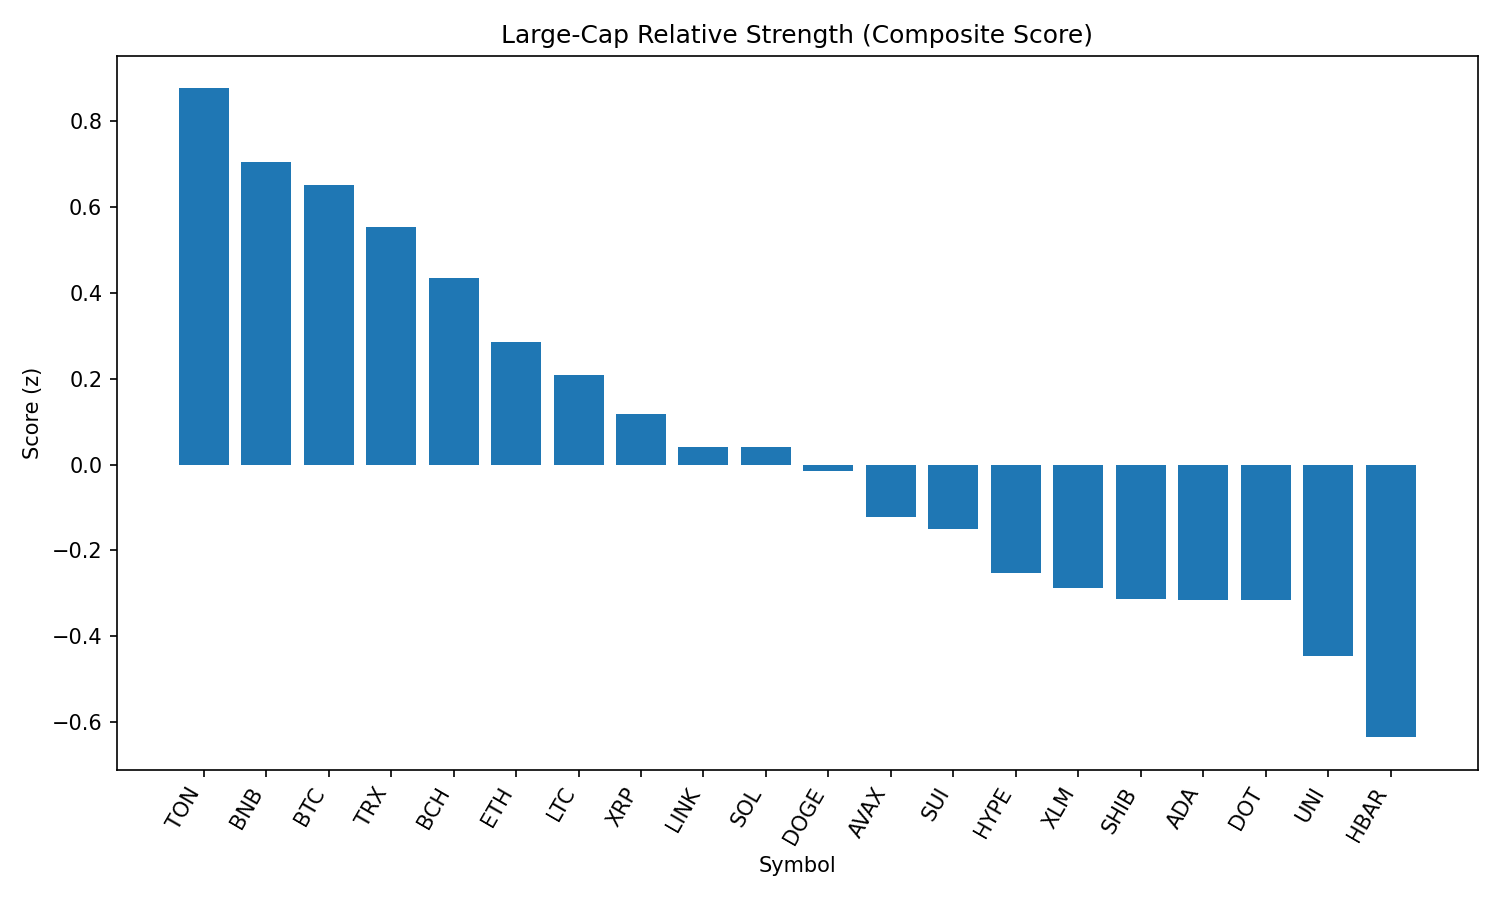 Large-Cap Relative Strength (Composite Score)
Score (z)
0.8
0.6
0.4
0.2
0.0
−0.2
−0.4
−0.6
TON
BNB
BTC
TRX
BCH
ETH
LTC
XRP
LINK
SOL
DOGE
AVAX
SUI
HYPE
XLM
SHIB
ADA
DOT
UNI
HBAR
Symbol